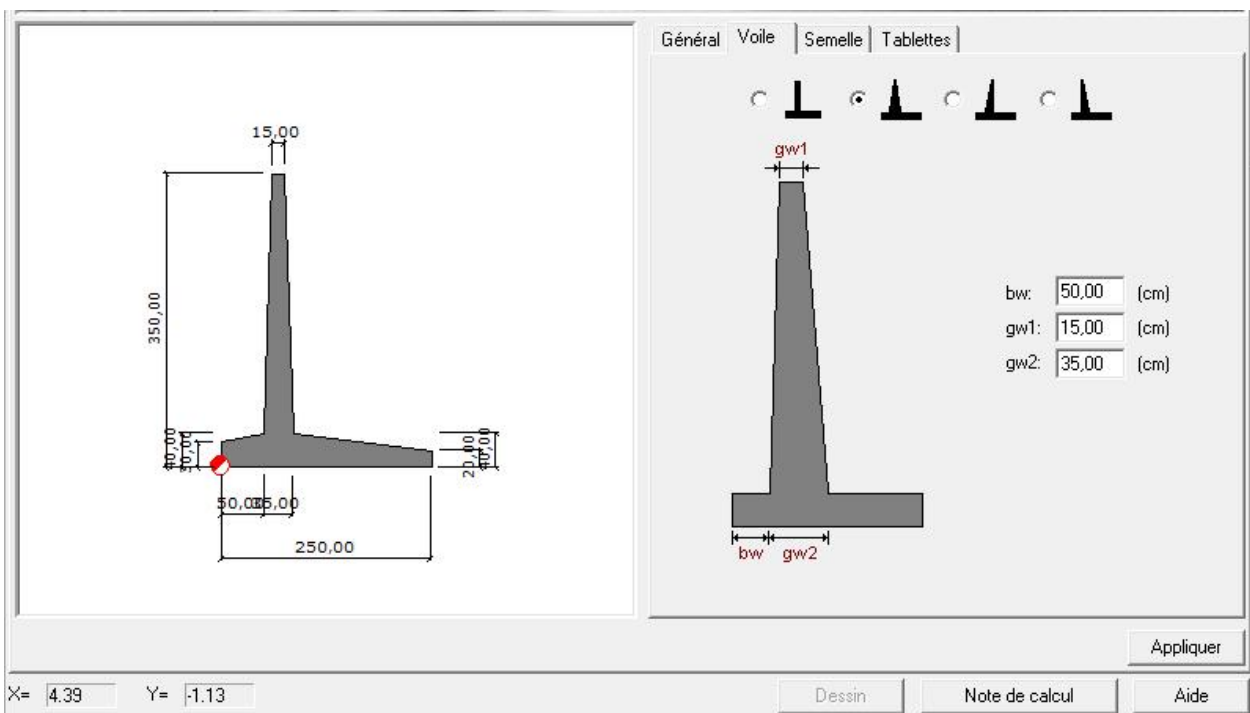 Général Voile Semelle Tablettes
15,00
350,00
40,00
20,00
40,00
50,00
35,00
250,00
gw1
bw: 50,00 (cm)
gw1: 15,00 (cm)
gw2: 35,00 (cm)
bw gw2
Appliquer
X= 4.39 Y= -1.13
Dessin Note de calcul Aide